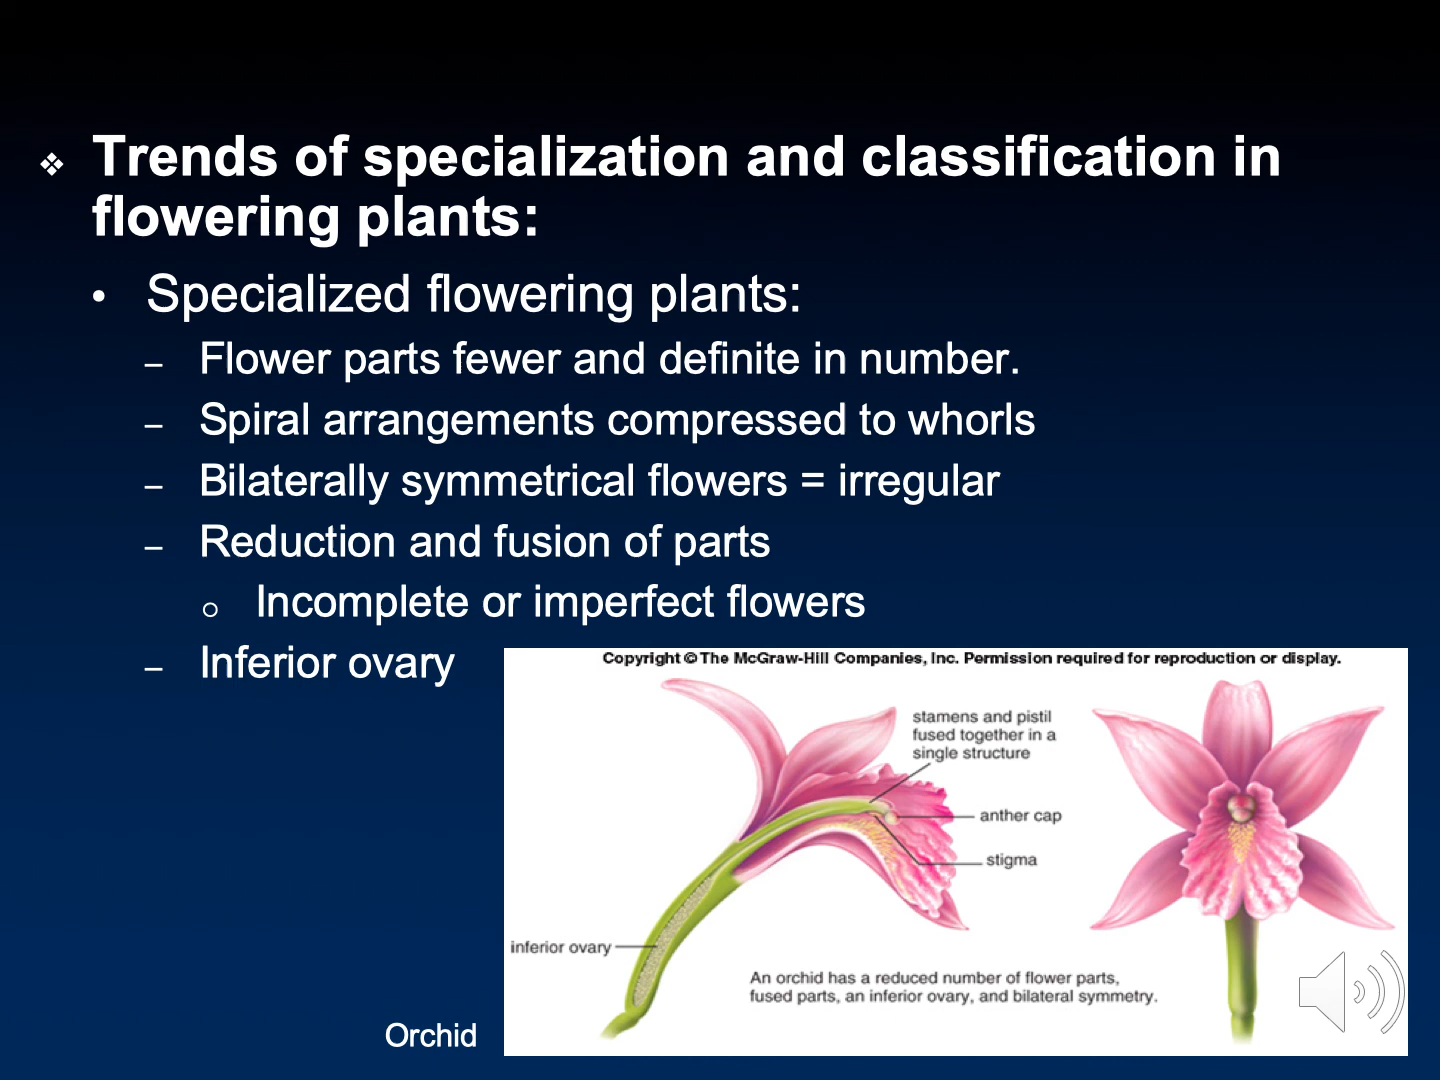 ❖ Trends of specialization and classification in
flowering plants:
• Specialized flowering plants:
– Flower parts fewer and definite in number.
– Spiral arrangements compressed to whorls
– Bilaterally symmetrical flowers = irregular
– Reduction and fusion of parts
○ Incomplete or imperfect flowers
– Inferior ovary
Copyright © The McGraw-Hill Companies, Inc. Permission required for reproduction or display.
stamens and pistil
fused together in a
single structure
anther cap
stigma
inferior ovary
An orchid has a reduced number of flower parts,
fused parts, an inferior ovary, and bilateral symmetry.
Orchid